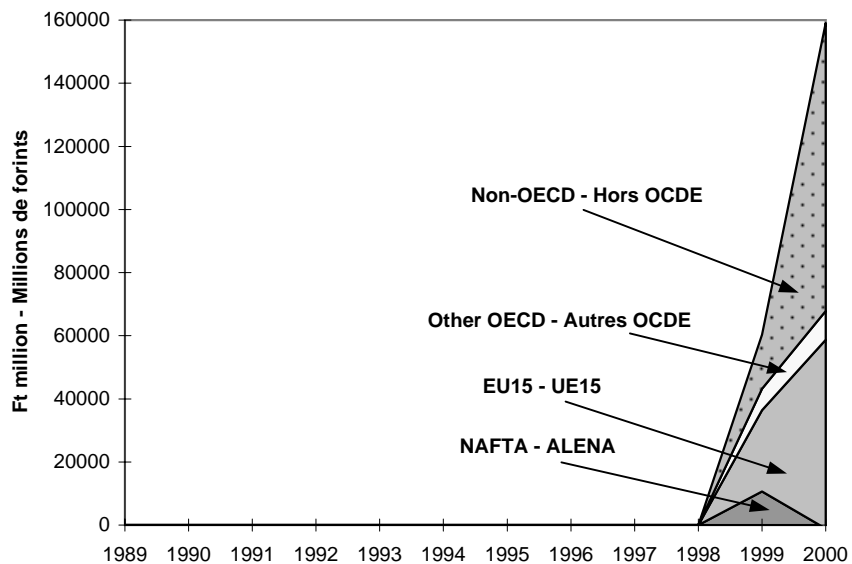 160000
140000
120000
100000
80000
60000
40000
20000
0
Ft million - Millions de forints
Non-OECD - Hors OCDE
Other OECD - Autres OCDE
EU15 - UE15
NAFTA - ALENA
1989 1990 1991 1992 1993 1994 1995 1996 1997 1998 1999 2000